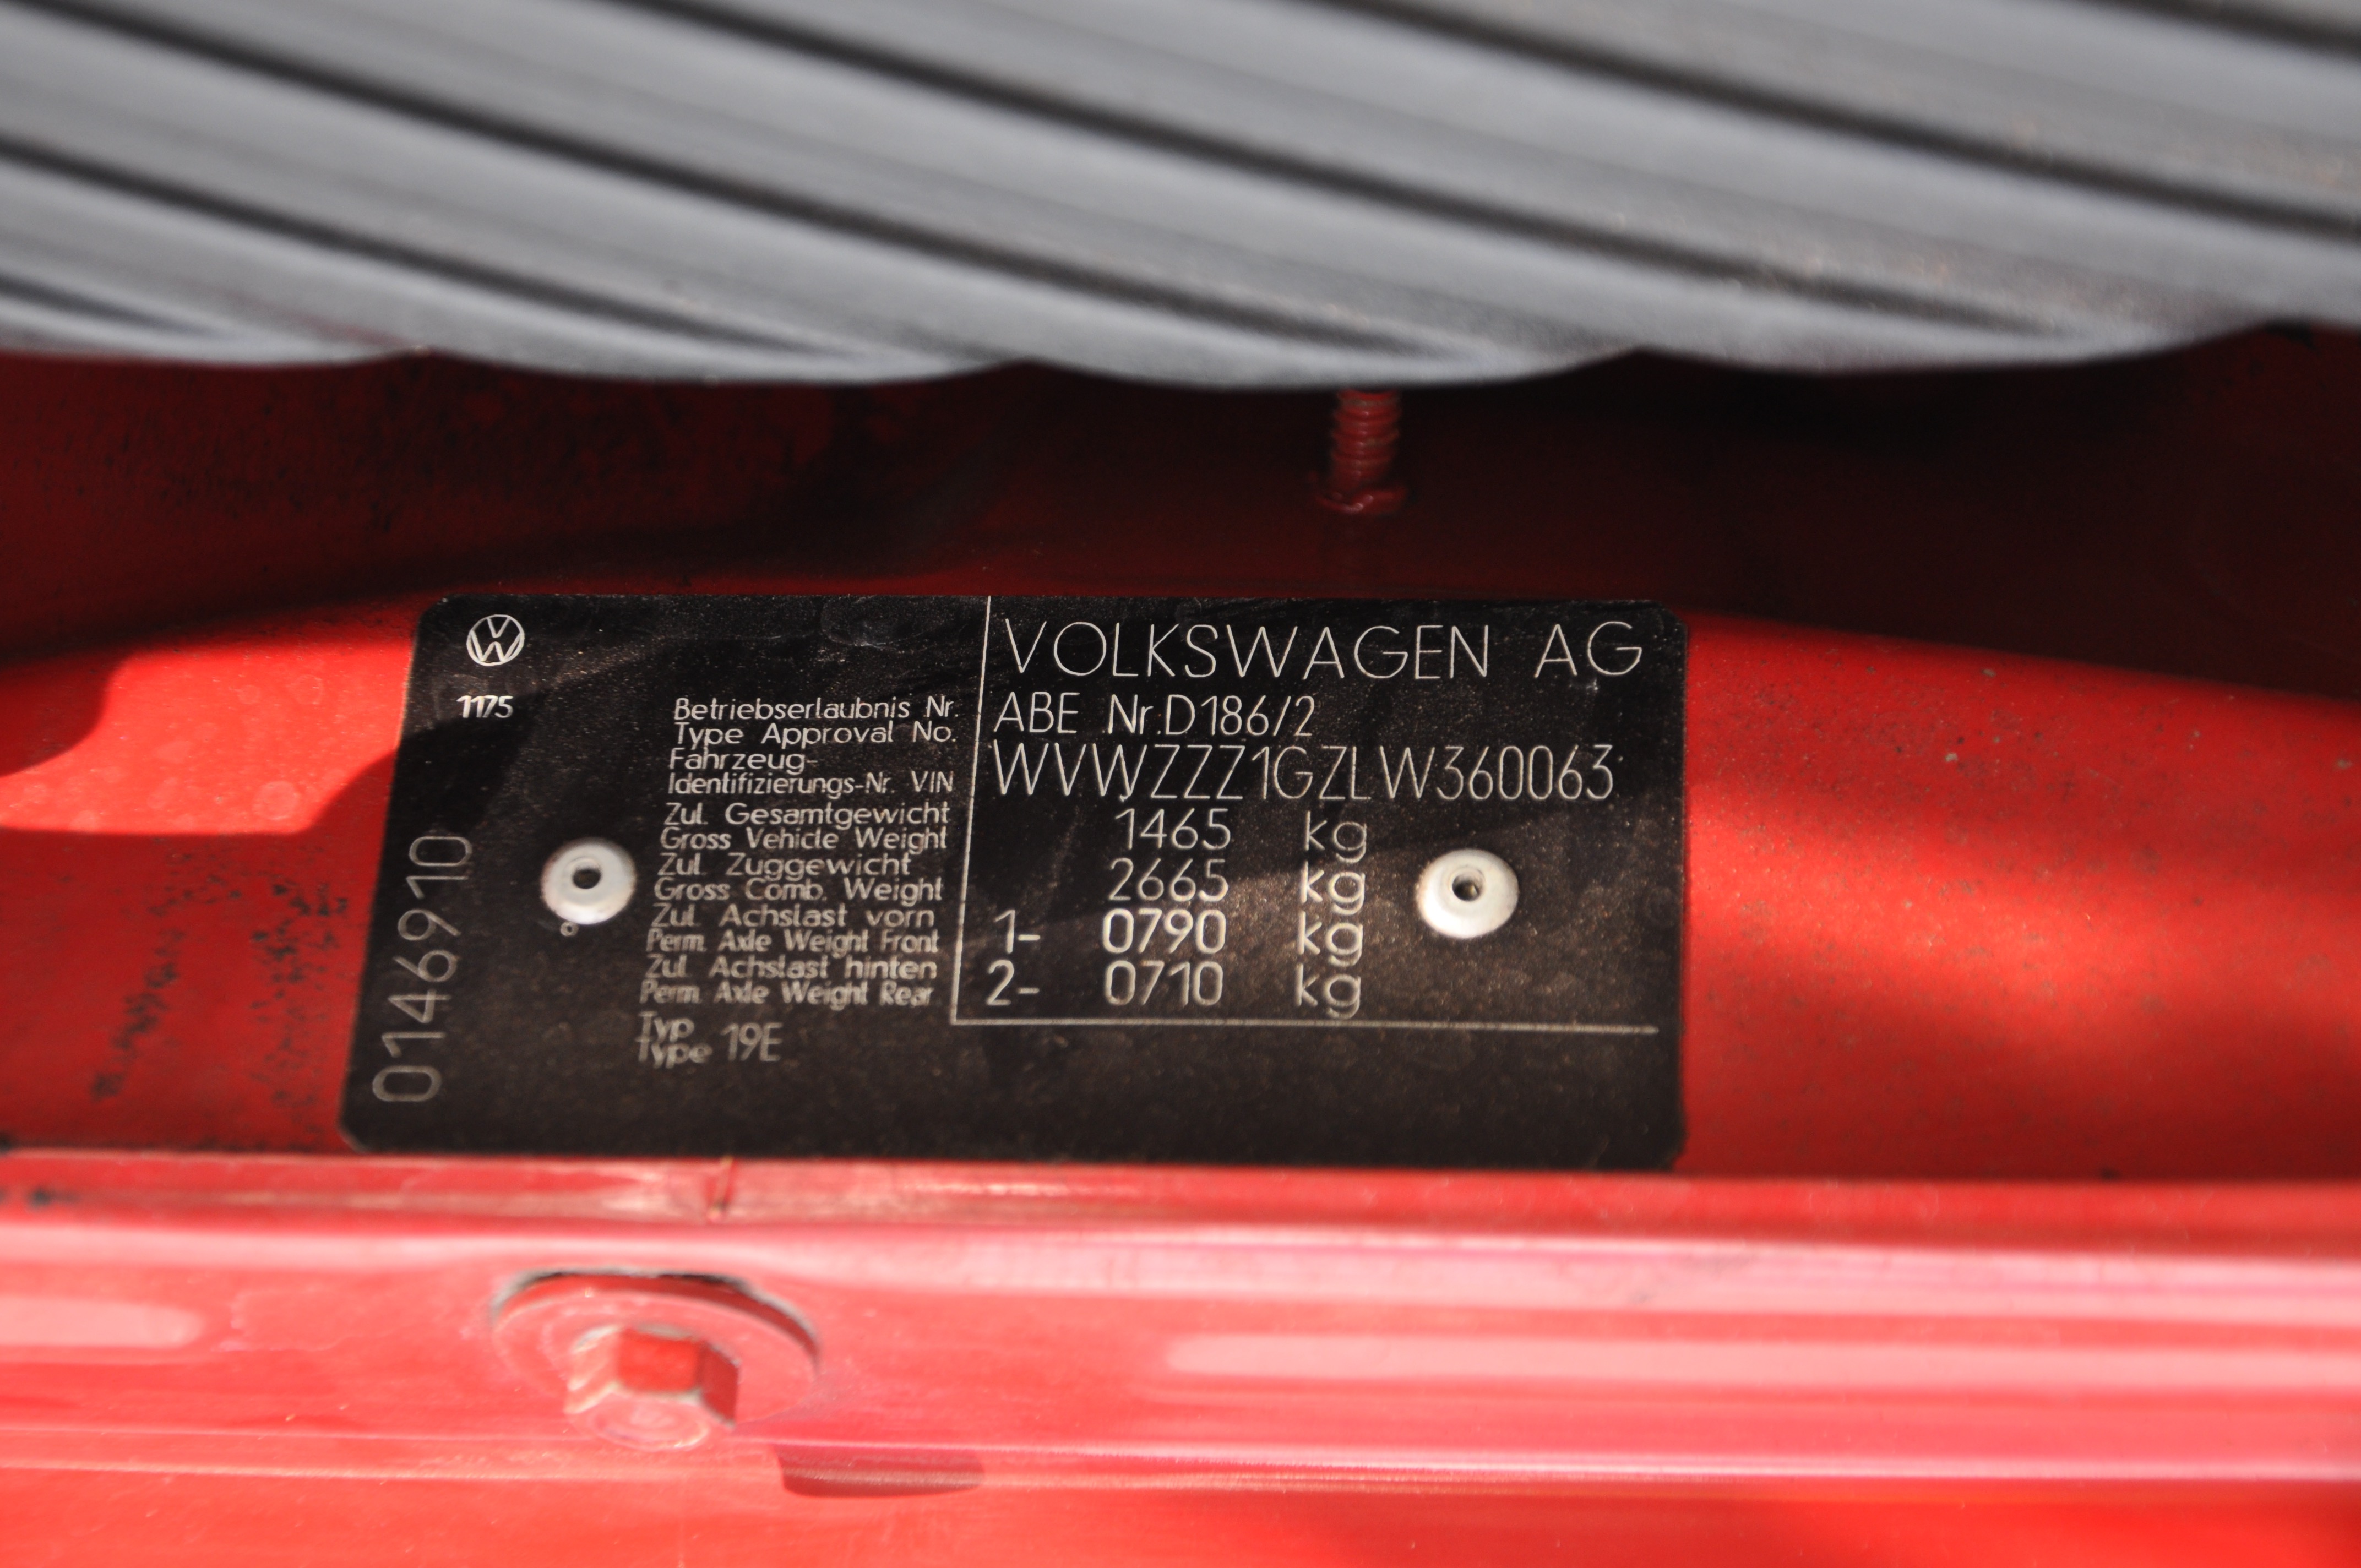 VOLKSWAGEN AG
1175
Betriebserlaubnis Nr. ABE Nr.D186/2
Type Approval No.
Fahrzeug-
Identifizierungs-Nr. VIN WVWZZZ1GZLW360063
Zul. Gesamtgewicht 1465 kg
Gross Vehicle Weight
Zul. Zuggewicht 2665 kg
Gross Comb. Weight
Zul. Achslast vorn 1- 0790 kg
Perm. Axle Weight Front
Zul. Achslast hinten 2- 0710 kg
Perm. Axle Weight Rear
Typ
Type 19E
0146910